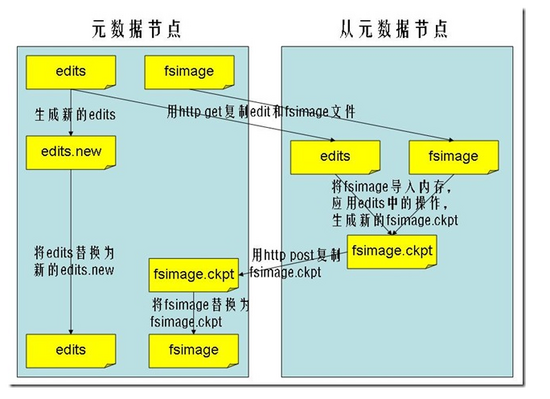 元数据节点
从元数据节点
edits
fsimage
生成新的edits
用http get复制edit和fsimage文件
edits.new
edits
fsimage
将fsimage导入内存，
应用edits中的操作，
生成新的fsimage.ckpt
fsimage.ckpt
将edits替换为
新的edits.new
用http post复制
fsimage.ckpt
fsimage.ckpt
将fsimage替换为
fsimage.ckpt
edits
fsimage